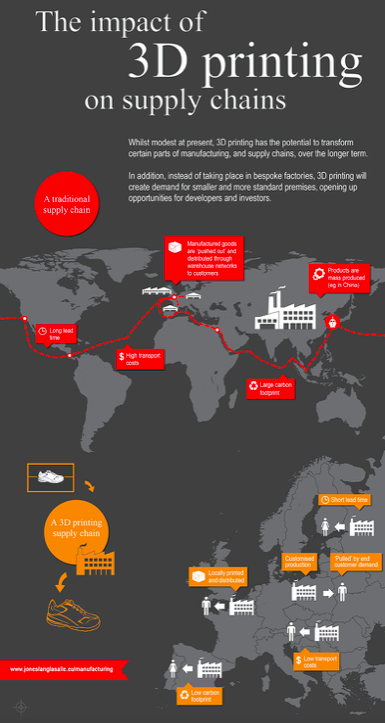 The impact of
3D printing
on supply chains
Whilst modest at present, 3D printing has the potential to transform
certain parts of manufacturing, and supply chains, over the longer term.
In addition, instead of taking place in bespoke factories, 3D printing will
create demand for smaller and more standard premises, opening up
opportunities for developers and investors.
A traditional
supply chain
Manufactured goods
are 'pushed out' and
distributed through
warehouse networks
to customers
Products are
mass produced
(eg in China)
Long lead
time
$ High transport
costs
Large carbon
footprint
A 3D printing
supply chain
Short lead time
Customised
production
'Pulled' by end
customer demand
Locally printed
and distributed
$ Low transport
costs
Low carbon
footprint
www.joneslanglasalle.eu/manufacturing